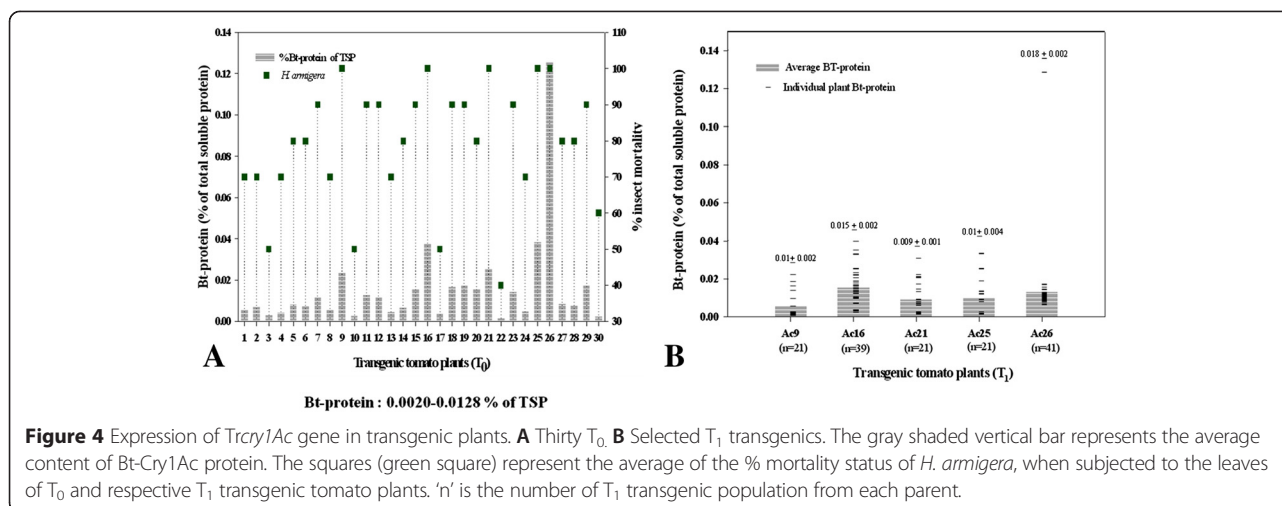 0.14
0.12
0.10
0.08
0.06
0.04
0.02
0.00
Bt-protein (% of total soluble protein)
%Bt-protein of TSP
H armigera
110
100
90
80
70
60
50
40
30
% insect mortality
1 2 3 4 5 6 7 8 9 10 11 12 13 14 15 16 17 18 19 20 21 22 23 24 25 26 27 28 29 30
A
Transgenic tomato plants (T0)
Bt-protein : 0.0020-0.0128 % of TSP
0.14
0.12
0.10
0.08
0.06
0.04
0.02
0.00
Bt-protein (% of total soluble protein)
Average BT-protein
Individual plant Bt-protein
0.018 ± 0.002
0.01± 0.002
0.015 ± 0.002
0.009 ± 0.001
0.01± 0.004
Ac9 Ac16 Ac21 Ac25 Ac26
(n=21) (n=39) (n=21) (n=21) (n=41)
B
Transgenic tomato plants (T1)
Figure 4 Expression of Trcry1Ac gene in transgenic plants. A Thirty T0. B Selected T1 transgenics. The gray shaded vertical bar represents the average
content of Bt-Cry1Ac protein. The squares (green square) represent the average of the % mortality status of H. armigera, when subjected to the leaves
of T0 and respective T1 transgenic tomato plants. ‘n’ is the number of T1 transgenic population from each parent.